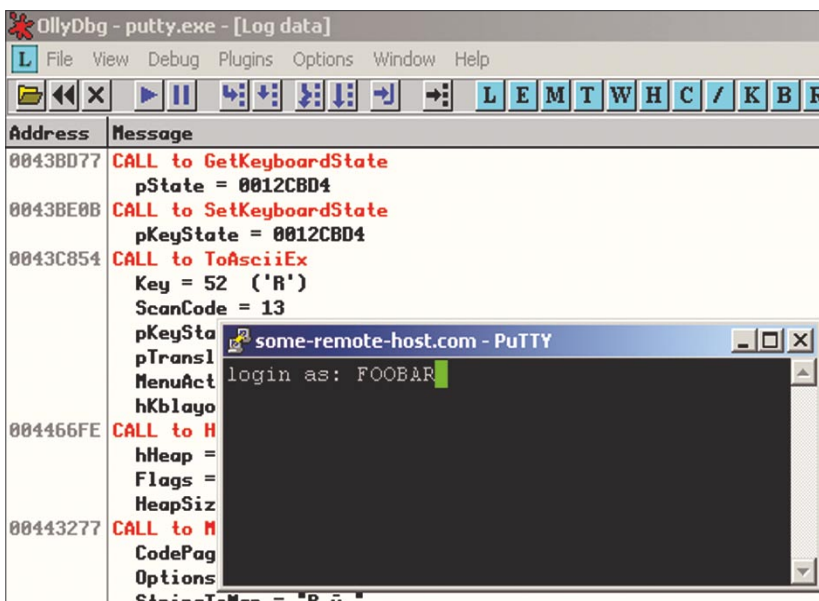 OllyDbg - putty.exe - [Log data]
L File View Debug Plugins Options Window Help
L E M T W H C / K B R
Address Message
0043BD77 CALL to GetKeyboardState
pState = 0012CBD4
0043BE0B CALL to SetKeyboardState
pKeyState = 0012CBD4
0043C854 CALL to ToAsciiEx
Key = 52 ('R')
ScanCode = 13
pKeySta
pTransl
MenuAct
hKblayo
004466FE CALL to H
hHeap =
Flags =
HeapSiz
00443277 CALL to M
CodePag
Options
some-remote-host.com - PuTTY
login as: FOOBAR